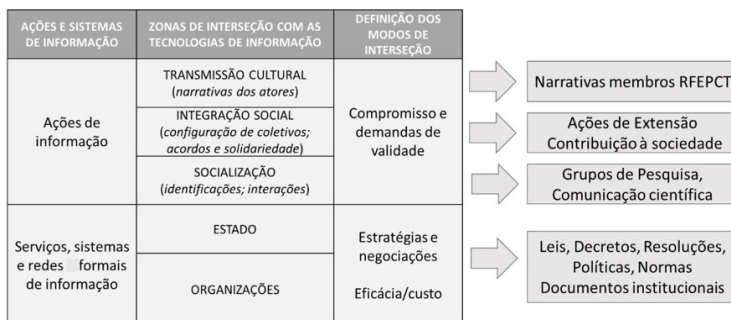 AÇÕES E SISTEMAS
DE INFORMAÇÃO
ZONAS DE INTERSEÇÃO COM AS
TECNOLOGIAS DE INFORMAÇÃO
DEFINIÇÃO DOS
MODOS DE
INTERSEÇÃO
Ações de
informação
TRANSMISSÃO CULTURAL
(narrativas dos atores)
INTEGRAÇÃO SOCIAL
(configuração de coletivos;
acordos e solidariedade)
SOCIALIZAÇÃO
(identificações; interações)
Compromisso e
demandas de
validade
Narrativas membros RFEPCT
Ações de Extensão
Contribuição à sociedade
Grupos de Pesquisa,
Comunicação científica
Serviços, sistemas
e redes formais
de informação
ESTADO
ORGANIZAÇÕES
Estratégias e
negociações
Eficácia/custo
Leis, Decretos, Resoluções,
Políticas, Normas
Documentos institucionais